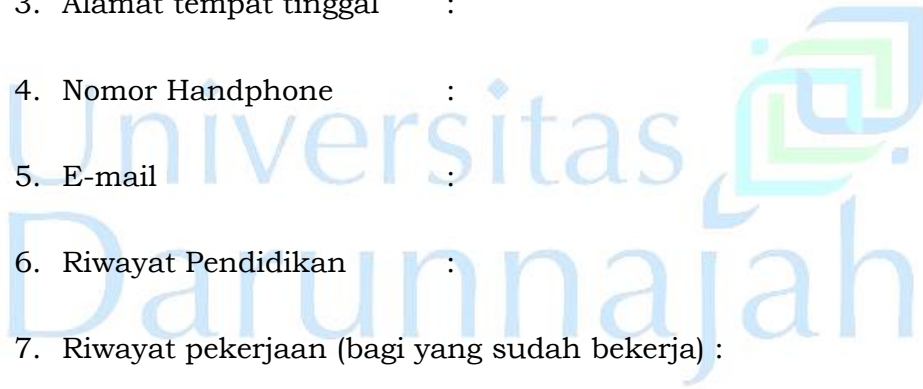 3. Alamat tempat tinggal :
4. Nomor Handphone :
Universitas
5. E-mail :
6. Riwayat Pendidikan :
Darunnajah
7. Riwayat pekerjaan (bagi yang sudah bekerja) :